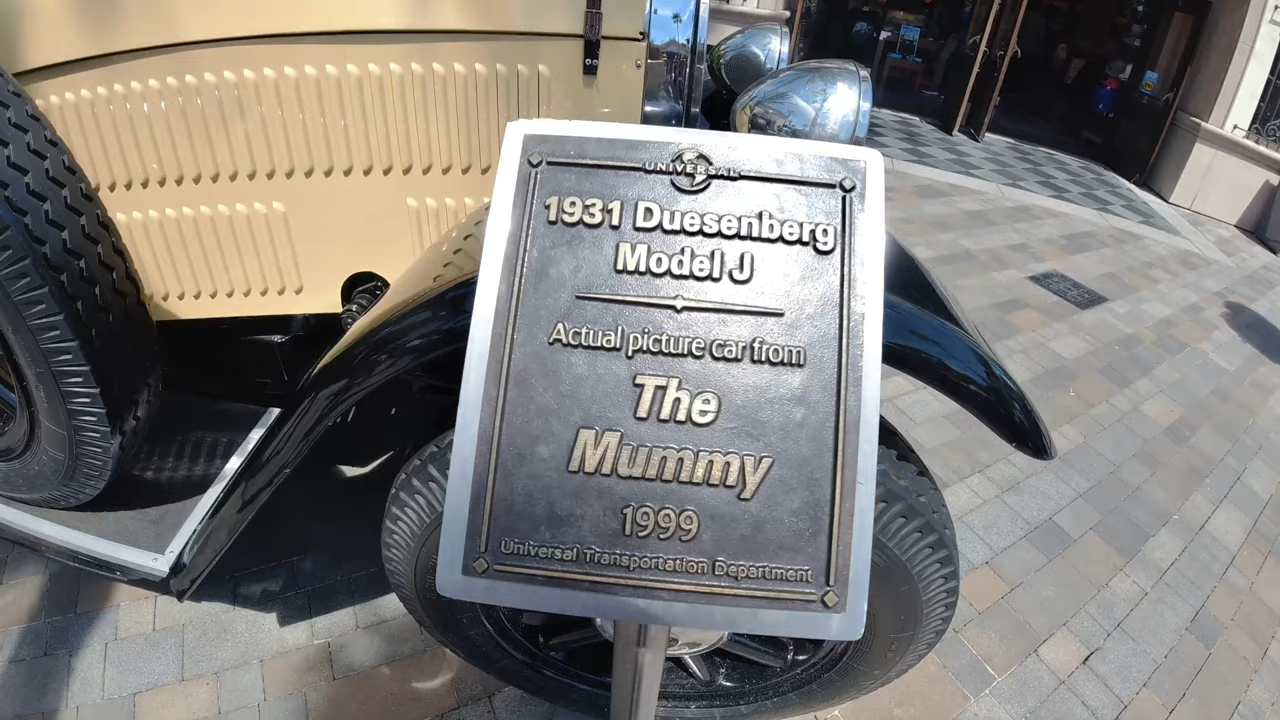 UNIVERSAL
1931 Duesenberg
Model J
Actual picture car from
The
Mummy
1999
Universal Transportation Department